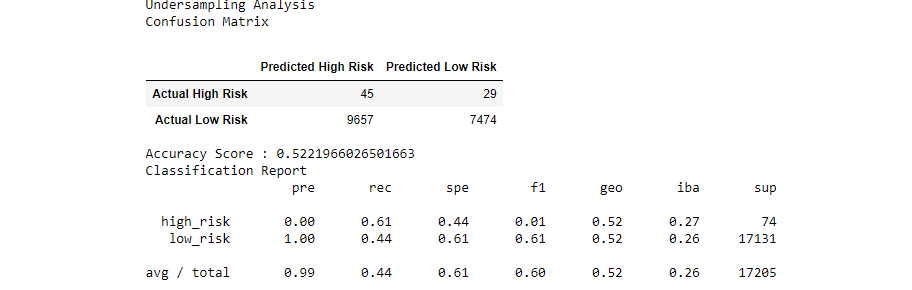 Undersampling Analysis
Confusion Matrix
Predicted High Risk Predicted Low Risk
Actual High Risk 45 29
Actual Low Risk 9657 7474
Accuracy Score : 0.5221966026501663
Classification Report
pre rec spe f1 geo iba sup
high_risk 0.00 0.61 0.44 0.01 0.52 0.27 74
low_risk 1.00 0.44 0.61 0.61 0.52 0.26 17131
avg / total 0.99 0.44 0.61 0.60 0.52 0.26 17205